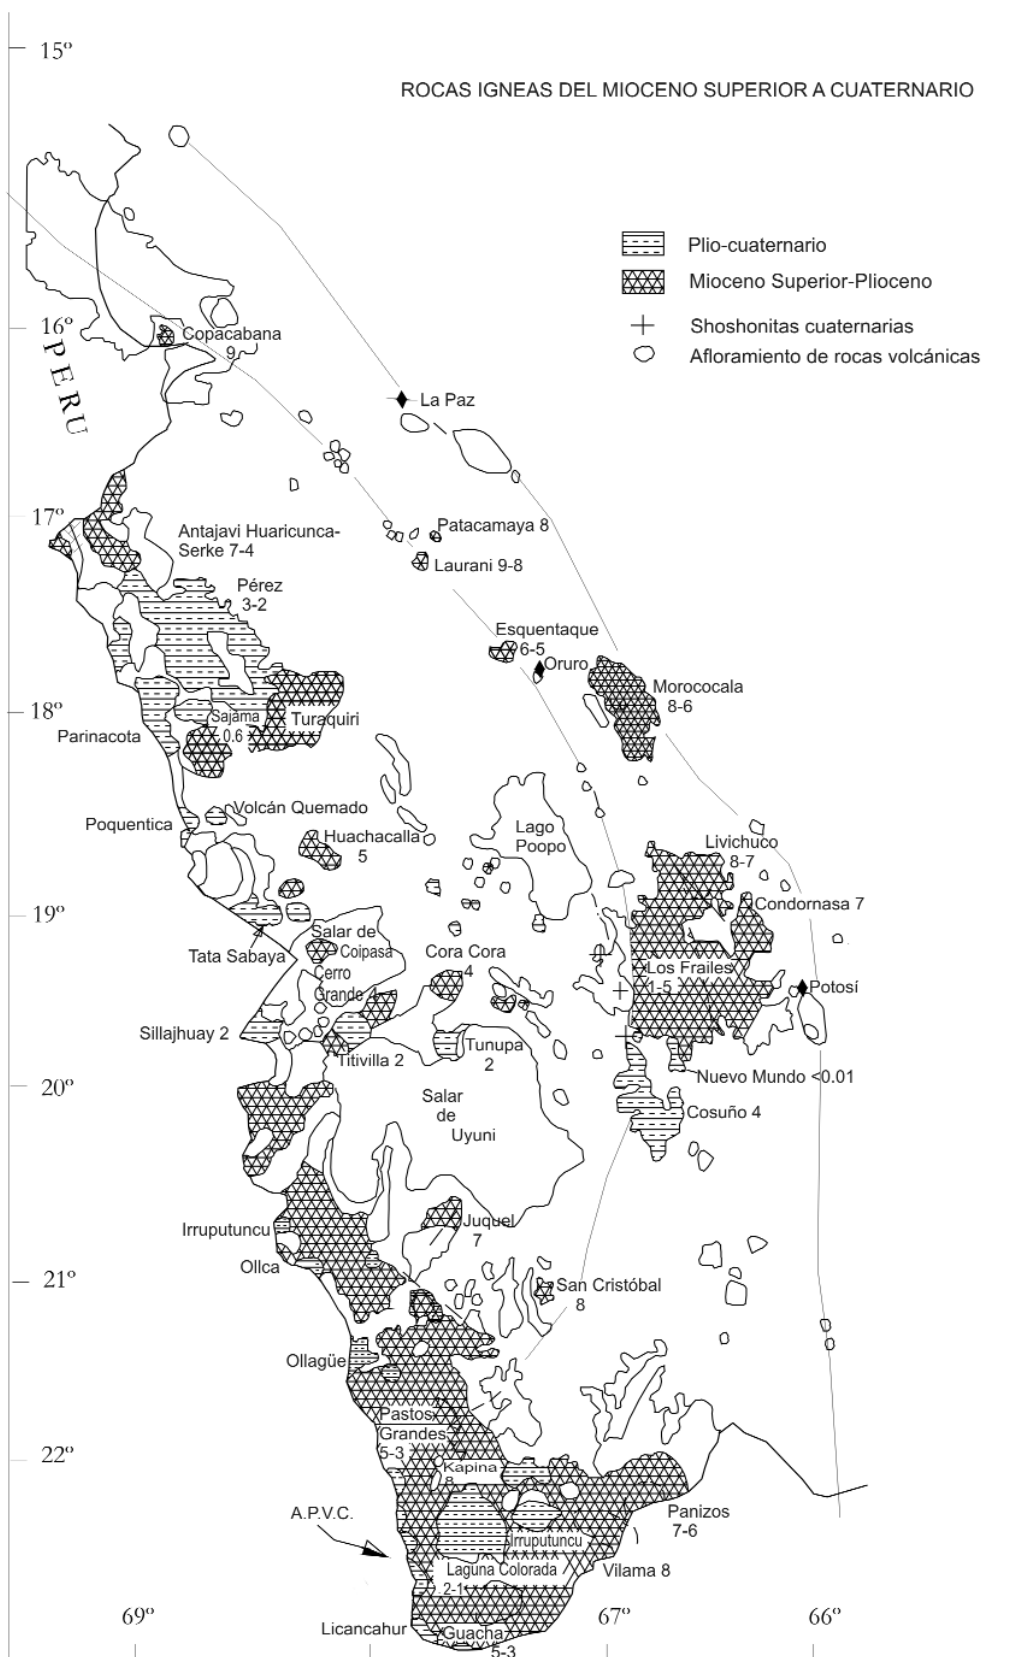 15º
ROCAS IGNEAS DEL MIOCENO SUPERIOR A CUATERNARIO
Plio-cuaternario
Mioceno Superior-Plioceno
Shoshonitas cuaternarias
Afloramiento de rocas volcánicas
16º
Copacabana
9
PERU
La Paz
17º
Antajavi Huaricunca-
Serke 7-4
Patacamaya 8
Laurani 9-8
Pérez
3-2
Esquentaque
6-5
Oruro
Morococala
8-6
18º
Sajama
0.6
Turaquiri
Parinacota
Volcán Quemado
Poquentica
Huachacalla
5
Lago
Poopo
Livichuco
8-7
19º
Condornasa 7
Salar de
Coipasa
Tata Sabaya
Cora Cora
4
Cerro
Grande 4
Los Frailes
1-5
Potosí
Sillajhuay 2
Titivilla 2
Tunupa
2
20º
Nuevo Mundo <0.01
Salar
de
Uyuni
Cosuño 4
Irruputuncu
Juquel
7
Ollca
21º
San Cristóbal
8
Ollagüe
Pastos
Grandes
5-3
22º
Kapina
8
A.P.V.C.
Panizos
7-6
Irruputuncu
Laguna Colorada
2-1
Vilama 8
Licancahur
Guacha
5-3
69º
67º
66º